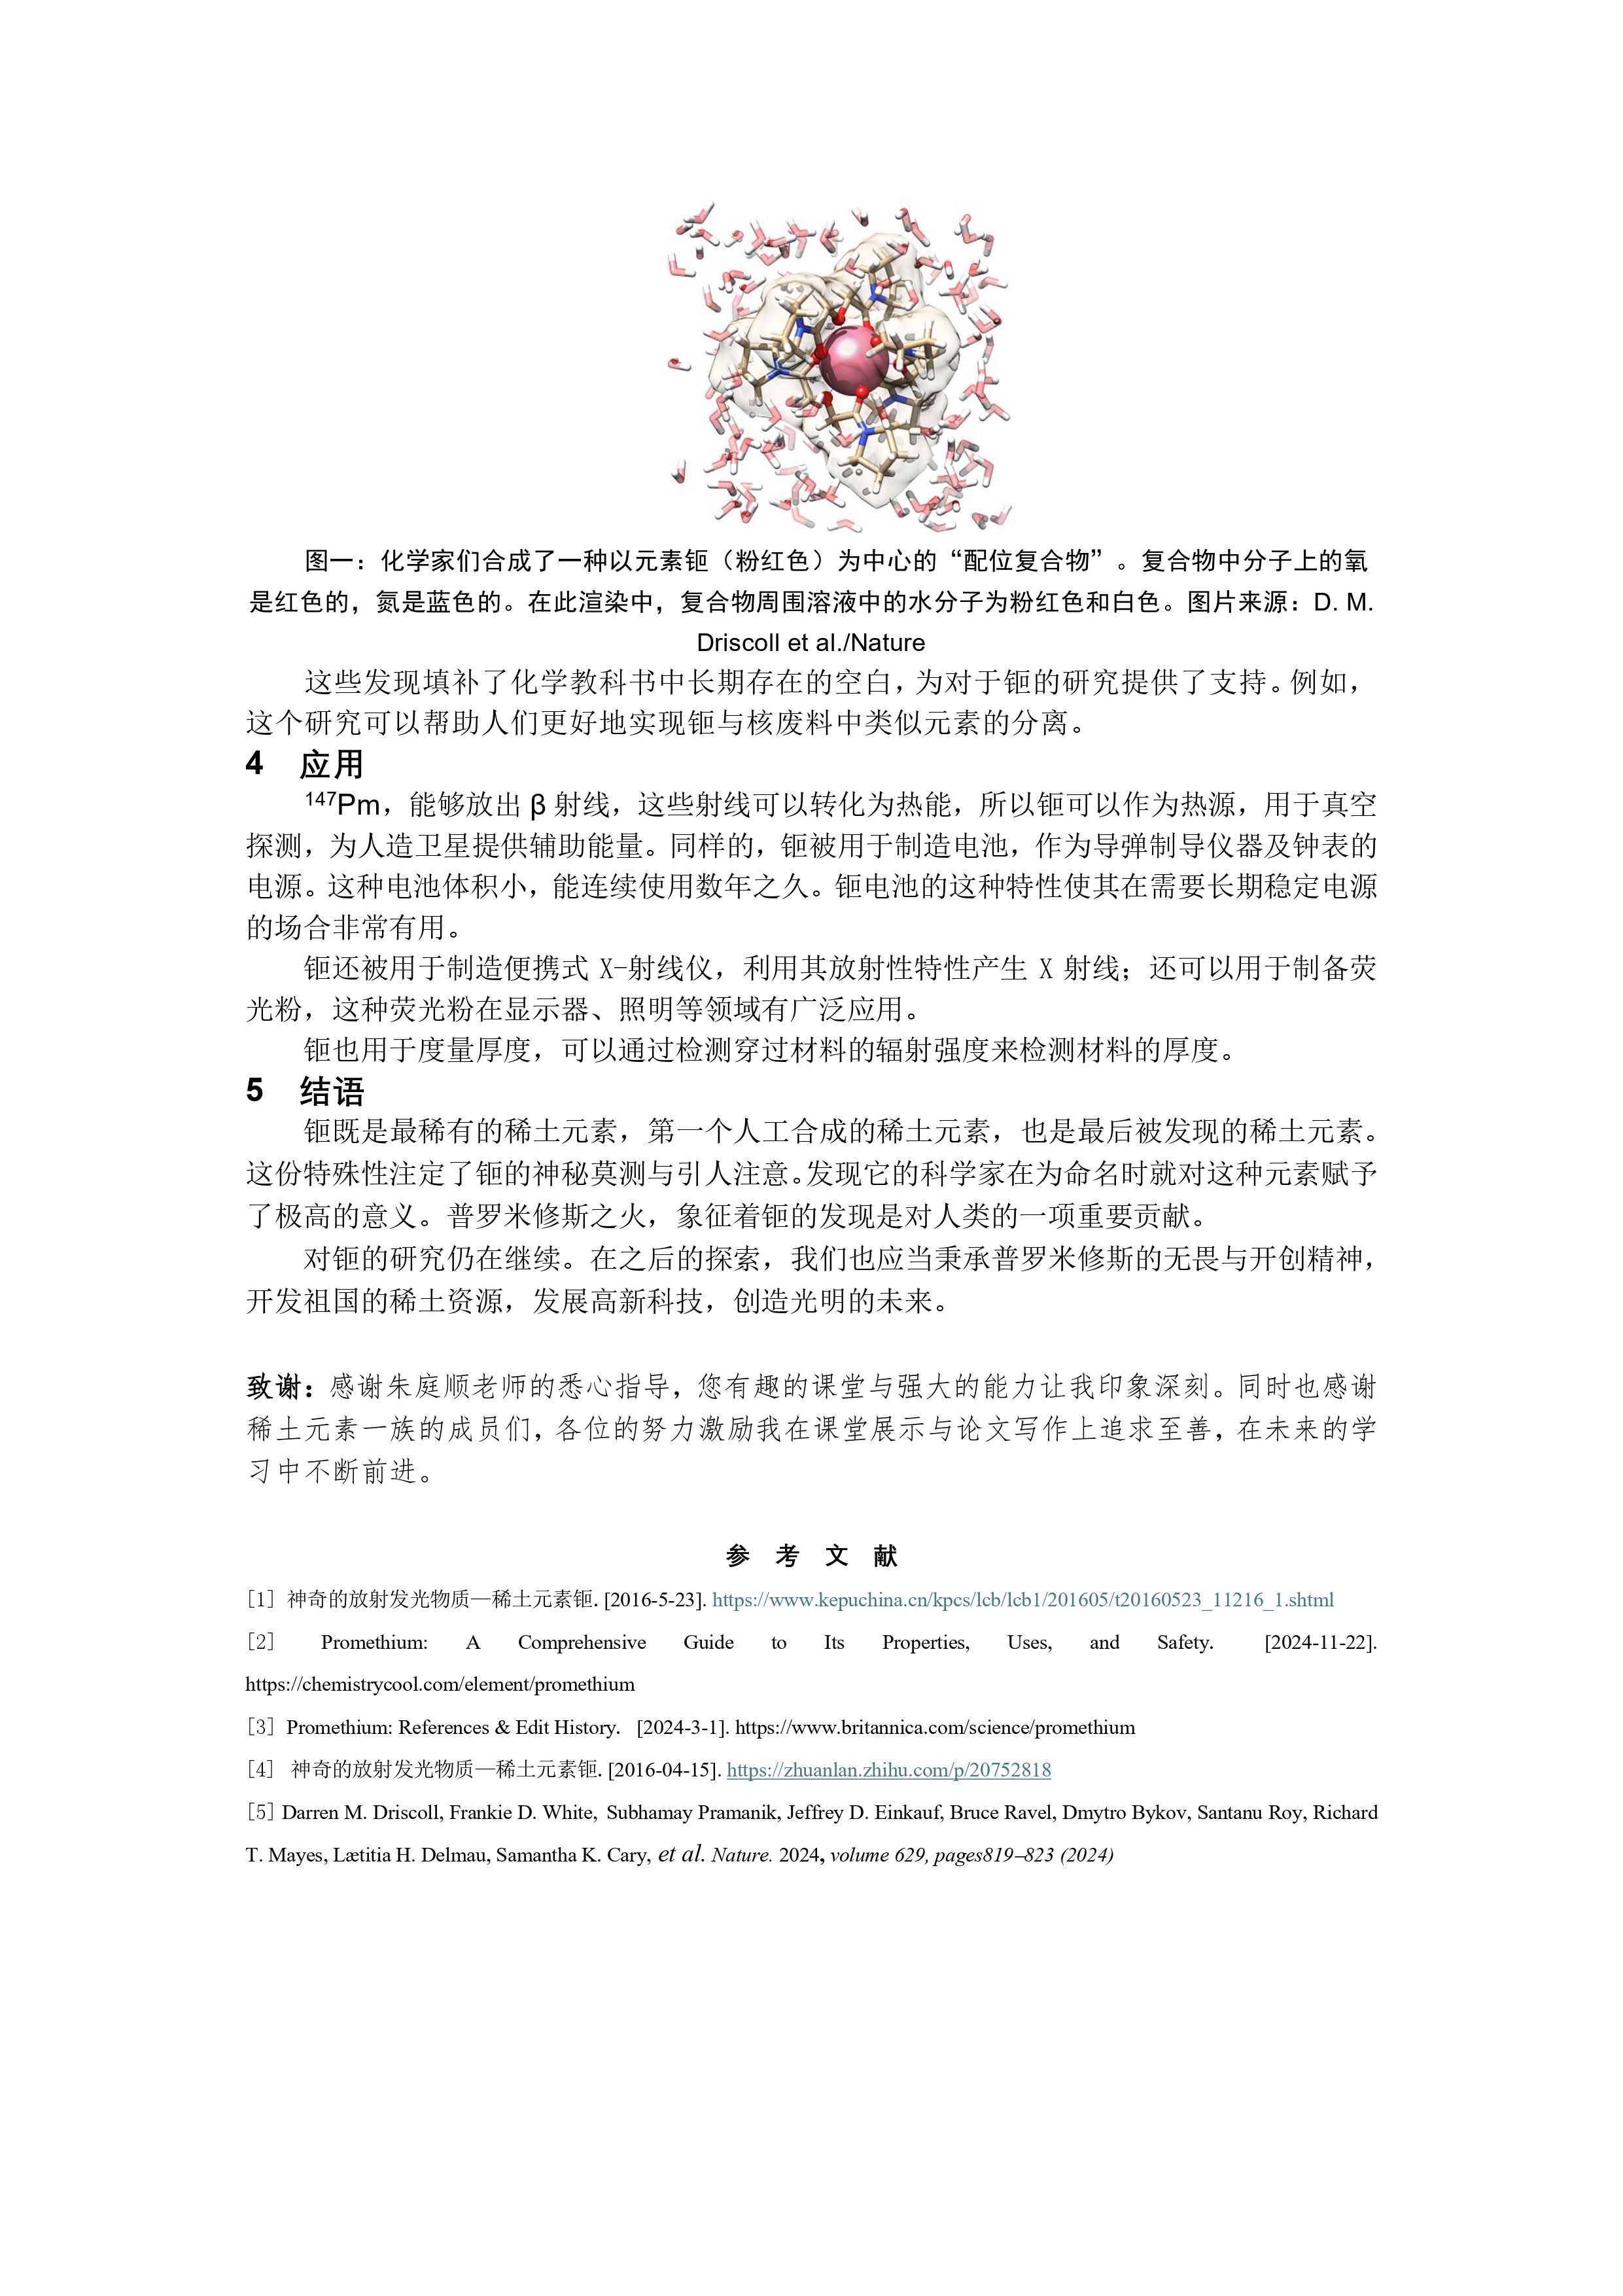 图一：化学家们合成了一种以元素钷（粉红色）为中心的“配位复合物”。复合物中分子上的氧
是红色的，氮是蓝色的。在此渲染中，复合物周围溶液中的水分子为粉红色和白色。图片来源：D. M.
Driscoll et al./Nature
这些发现填补了化学教科书中长期存在的空白，为对于钷的研究提供了支持。例如，
这个研究可以帮助人们更好地实现钷与核废料中类似元素的分离。
4 应用
¹⁴⁷Pm，能够放出 β 射线，这些射线可以转化为热能，所以钷可以作为热源，用于真空
探测，为人造卫星提供辅助能量。同样的，钷被用于制造电池，作为导弹制导仪器及钟表的
电源。这种电池体积小，能连续使用数年之久。钷电池的这种特性使其在需要长期稳定电源
的场合非常有用。
钷还被用于制造便携式 X-射线仪，利用其放射性特性产生 X 射线；还可以用于制备荧
光粉，这种荧光粉在显示器、照明等领域有广泛应用。
钷也用于度量厚度，可以通过检测穿过材料的辐射强度来检测材料的厚度。
5 结语
钷既是最稀有的稀土元素，第一个人工合成的稀土元素，也是最后被发现的稀土元素。
这份特殊性注定了钷的神秘莫测与引人注意。发现它的科学家在为命名时就对这种元素赋予
了极高的意义。普罗米修斯之火，象征着钷的发现是对人类的一项重要贡献。
对钷的研究仍在继续。在之后的探索，我们也应当秉承普罗米修斯的无畏与开创精神，
开发祖国的稀土资源，发展高新科技，创造光明的未来。
致谢：感谢朱庭顺老师的悉心指导，您有趣的课堂与强大的能力让我印象深刻。同时也感谢
稀土元素一族的成员们，各位的努力激励我在课堂展示与论文写作上追求至善，在未来的学
习中不断前进。
参 考 文 献
[1] 神奇的放射发光物质—稀土元素钷. [2016-5-23]. https://www.kepuchina.cn/kpcs/lcb/lcb1/201605/t20160523_11216_1.shtml
[2] Promethium: A Comprehensive Guide to Its Properties, Uses, and Safety. [2024-11-22].
https://chemistrycool.com/element/promethium
[3] Promethium: References & Edit History. [2024-3-1]. https://www.britannica.com/science/promethium
[4] 神奇的放射发光物质—稀土元素钷. [2016-04-15]. https://zhuanlan.zhihu.com/p/20752818
[5] Darren M. Driscoll, Frankie D. White, Subhamay Pramanik, Jeffrey D. Einkauf, Bruce Ravel, Dmytro Bykov, Santanu Roy, Richard
T. Mayes, Lætitia H. Delmau, Samantha K. Cary, et al. Nature. 2024, volume 629, pages819–823 (2024)